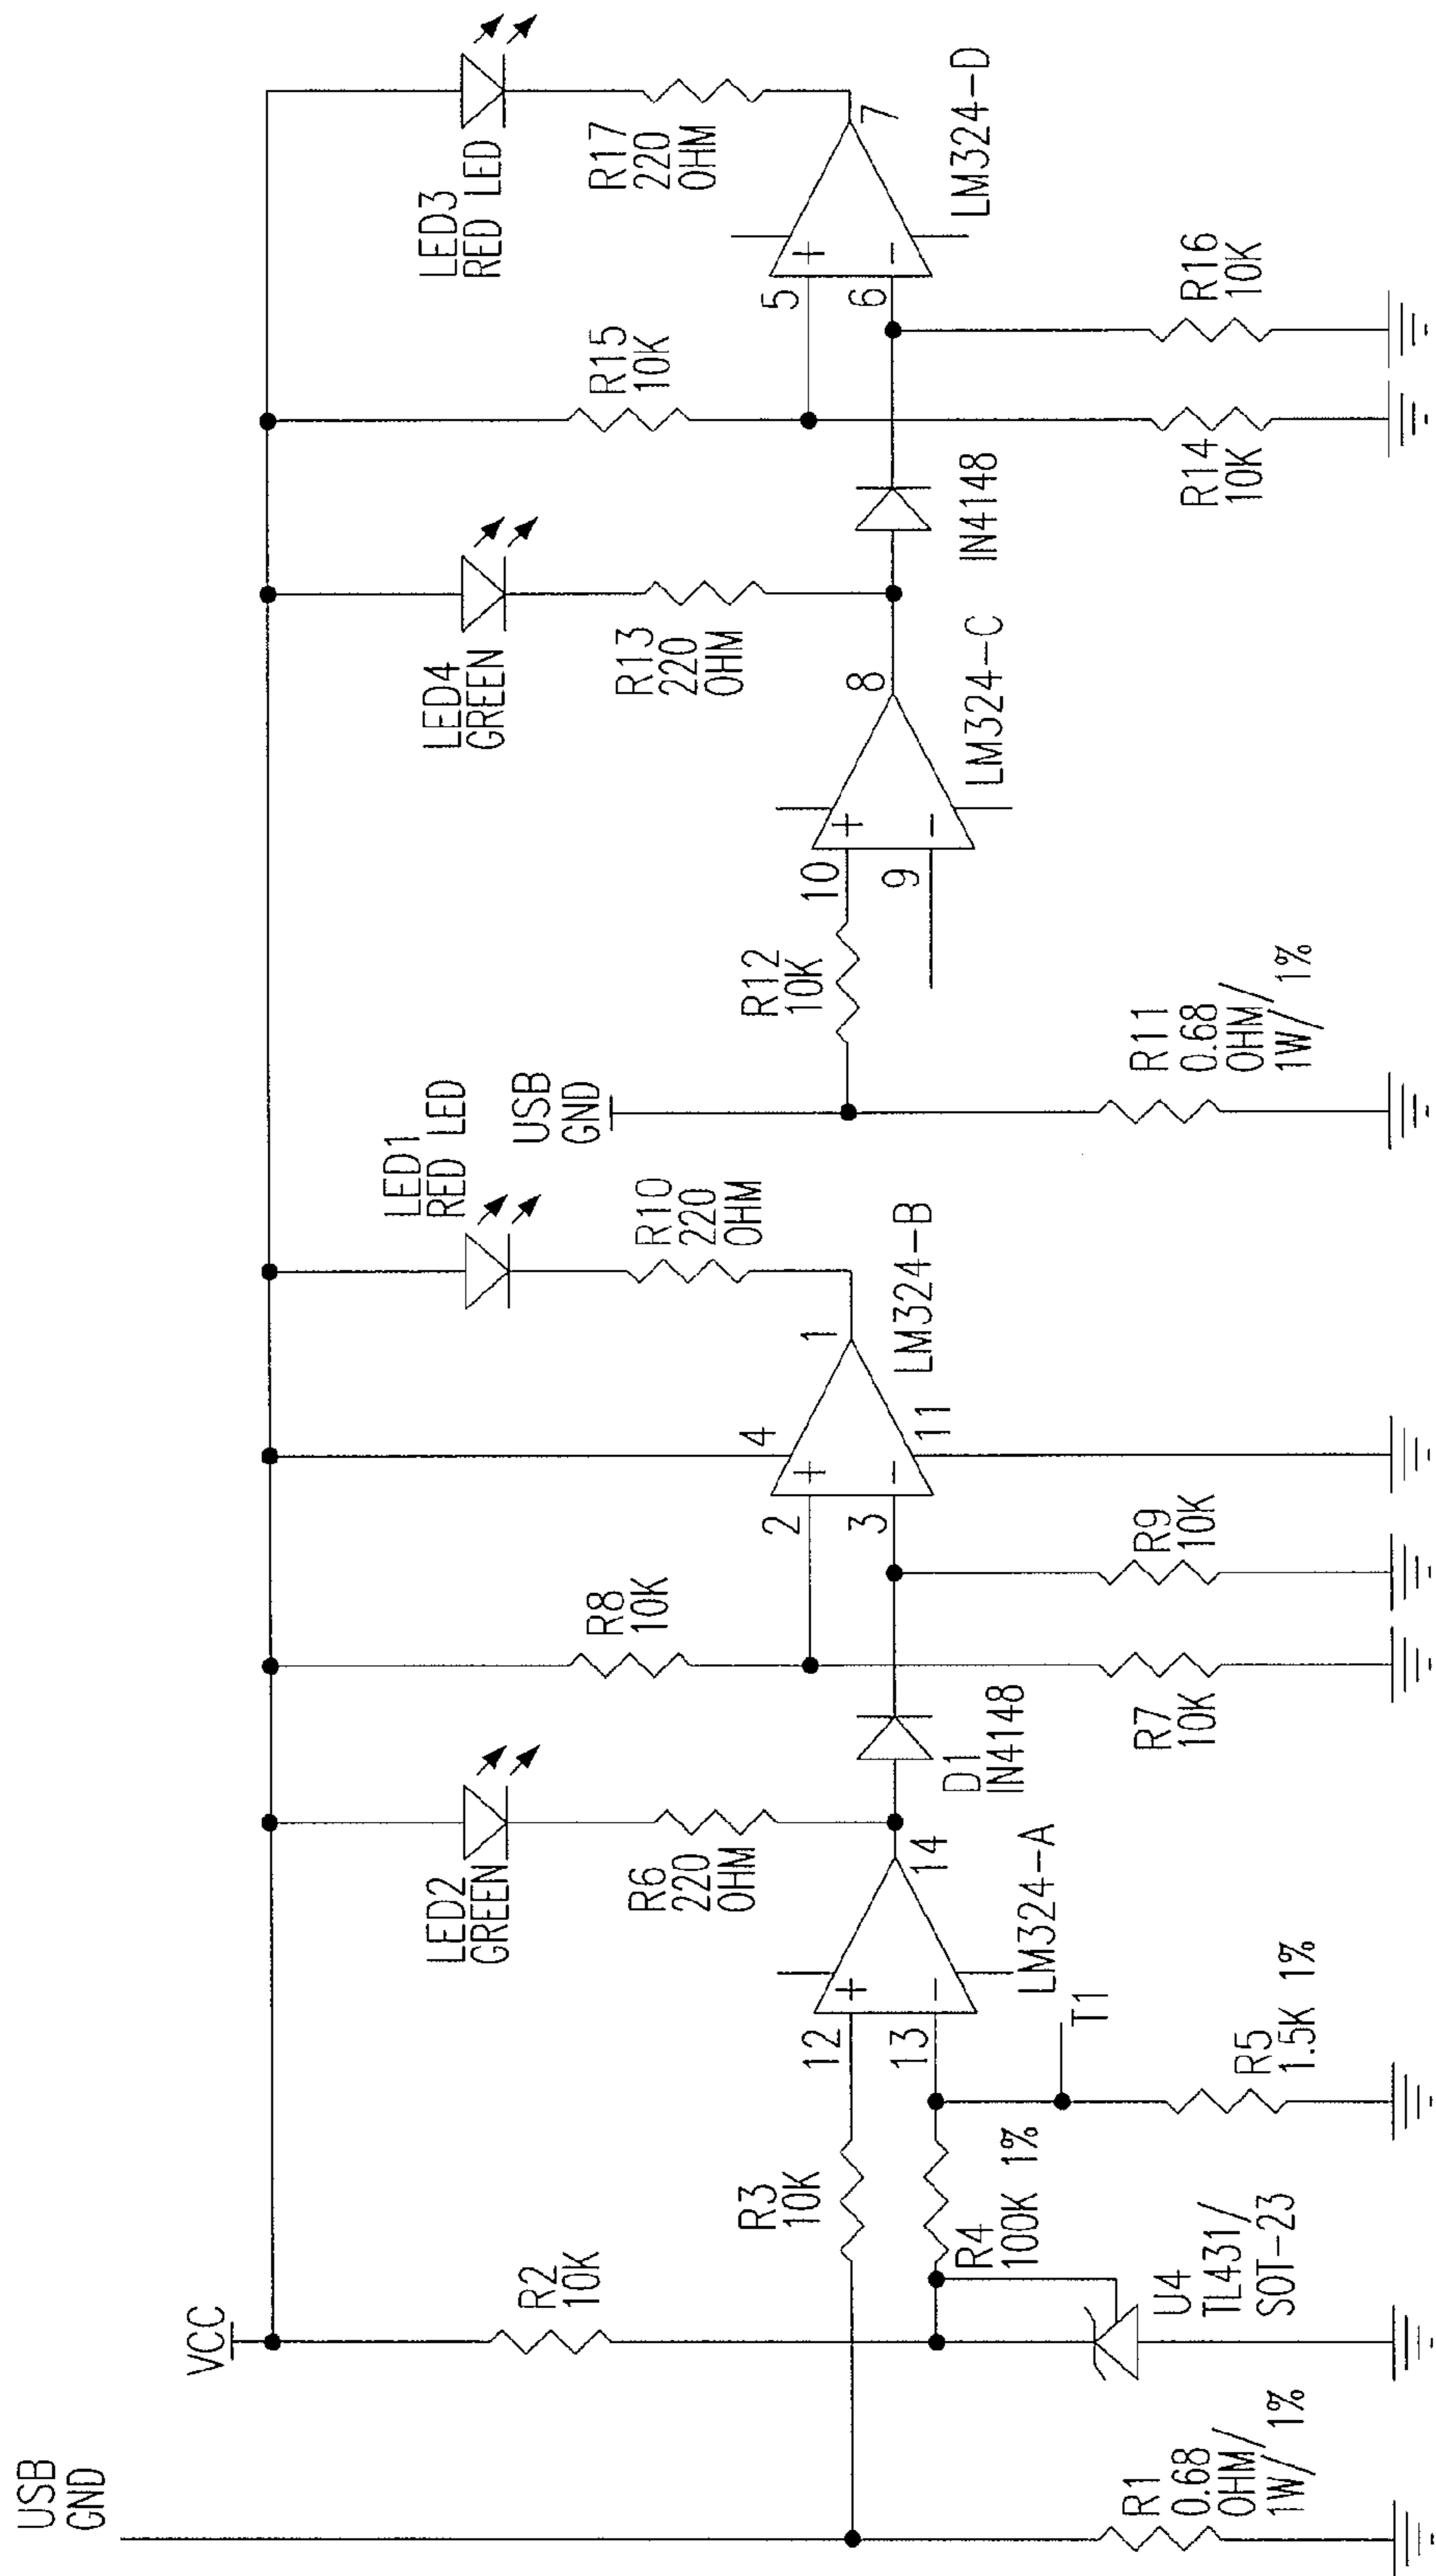 USB
GND
R1
0.68
OHM/
1W/ 1%
VCC
R2
10K
U4
TL431/
SOT-23
R3
10K
R4
100K 1%
12
13
T1
R5
1.5K 1%
+
−
LM324-A
14
LED2
GREEN
R6
220
OHM
D1
IN4148
R8
10K
R7
10K
R9
10K
2
3
4
11
+
−
1
LM324-B
LED1
RED LED
R10
220
OHM
USB
GND
R11
0.68
OHM/
1W/ 1%
R12
10K
10
9
+
−
8
LM324-C
LED4
GREEN
R13
220
OHM
IN4148
R15
10K
R14
10K
R16
10K
5
6
+
−
7
LM324-D
LED3
RED LED
R17
220
OHM